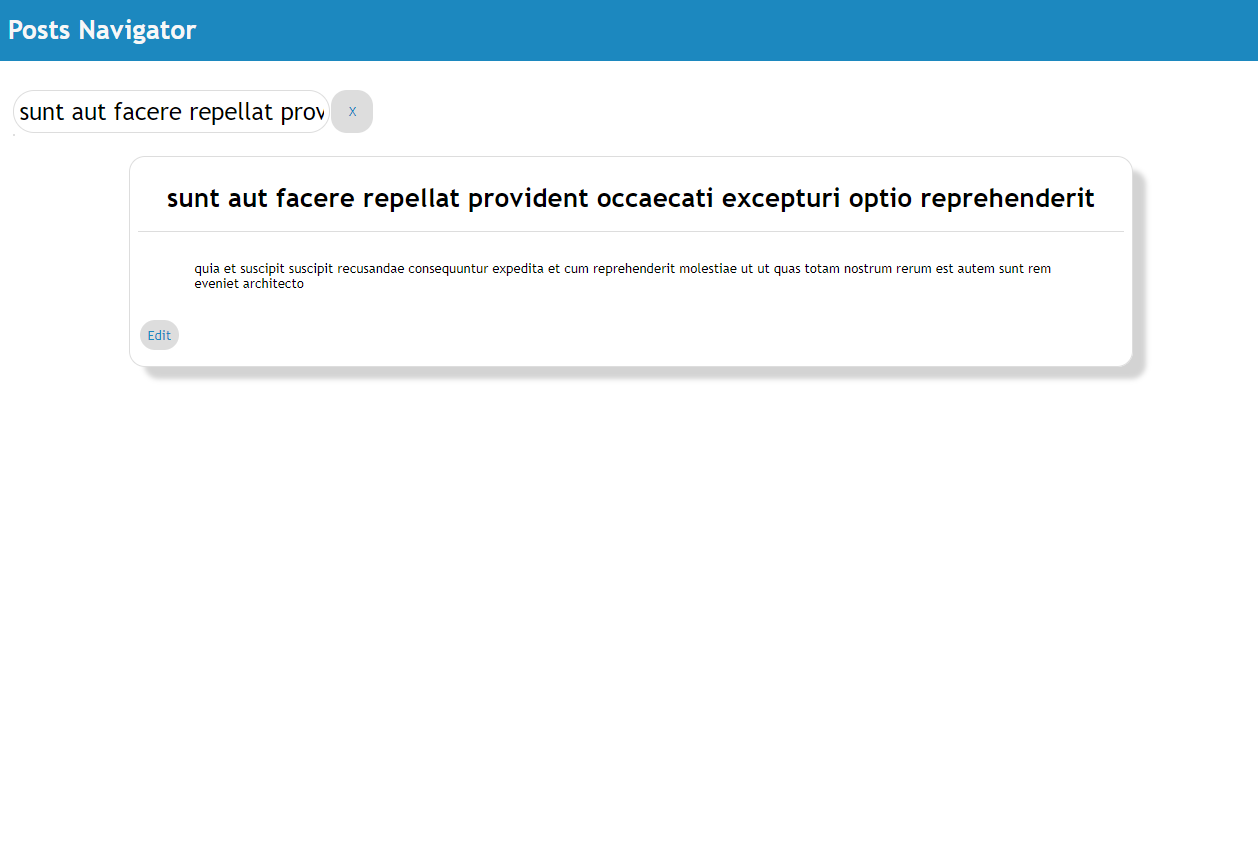 Posts Navigator
sunt aut facere repellat prov
X
sunt aut facere repellat provident occaecati excepturi optio reprehenderit
quia et suscipit suscipit recusandae consequuntur expedita et cum reprehenderit molestiae ut ut quas totam nostrum rerum est autem sunt rem
eveniet architecto
Edit